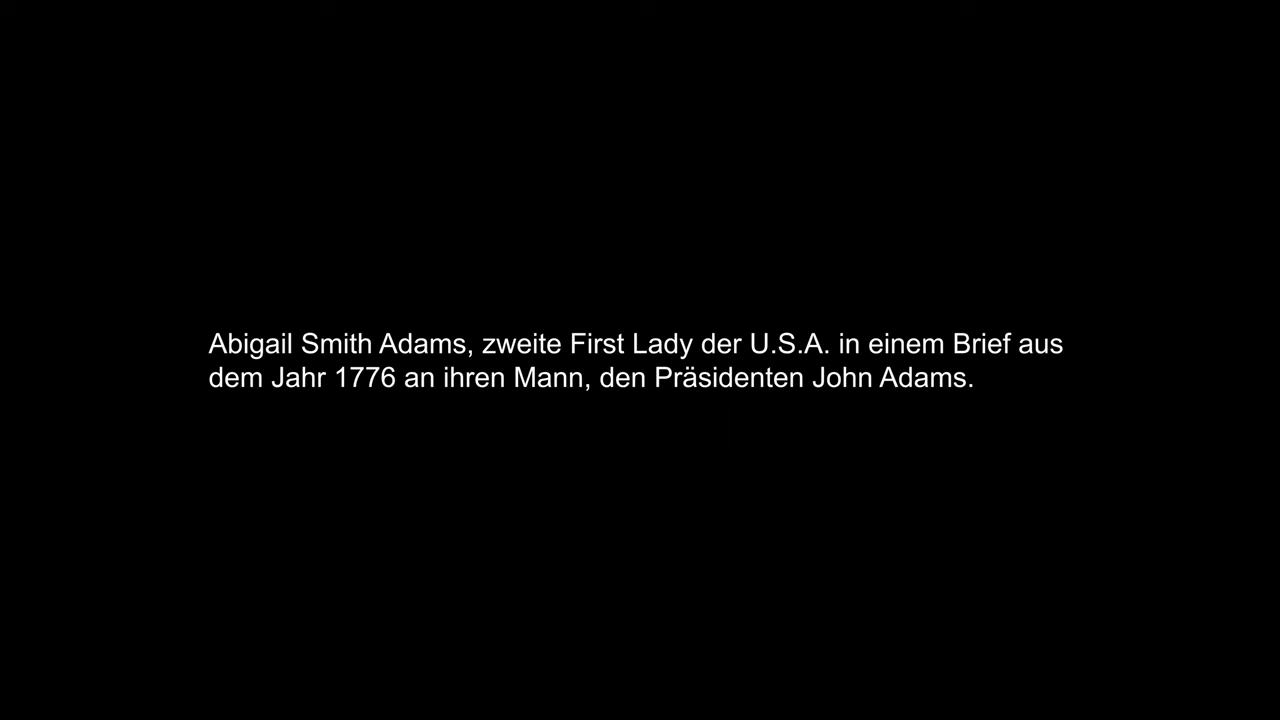 Abigail Smith Adams, zweite First Lady der U.S.A. in einem Brief aus
dem Jahr 1776 an ihren Mann, den Präsidenten John Adams.